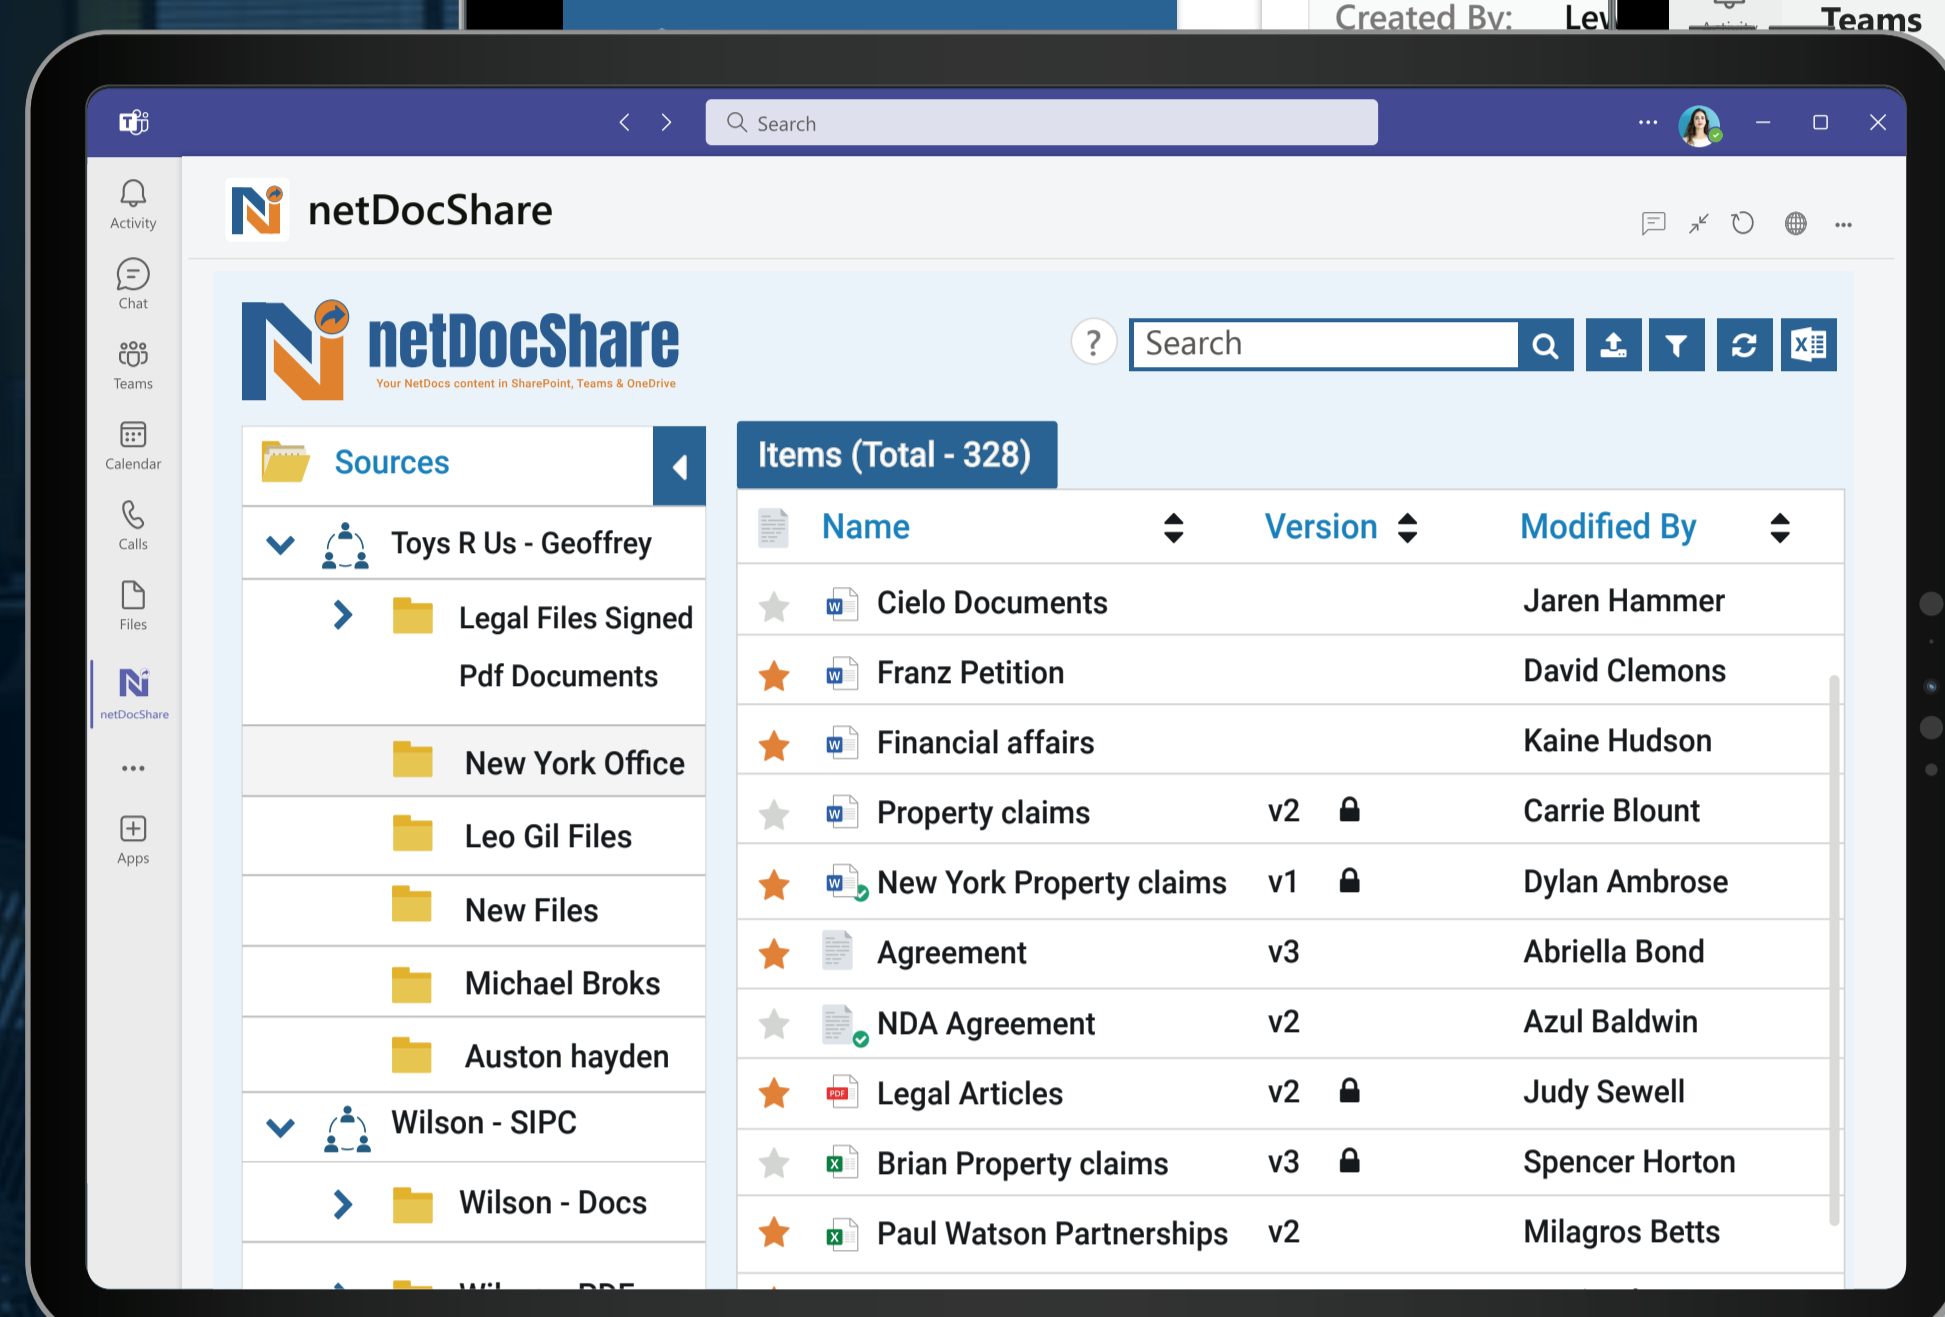 Created By:
Teams
Search
Activity
Chat
Teams
Calendar
Calls
Files
netDocShare
Apps
netDocShare
netDocShare
Your NetDocs content in SharePoint, Teams & OneDrive
?
Search
Sources
Toys R Us - Geoffrey
Legal Files Signed
Pdf Documents
New York Office
Leo Gil Files
New Files
Michael Broks
Auston hayden
Wilson - SIPC
Wilson - Docs
Items (Total - 328)
Name Version Modified By
Cielo Documents Jaren Hammer
Franz Petition David Clemons
Financial affairs Kaine Hudson
Property claims v2 Carrie Blount
New York Property claims v1 Dylan Ambrose
Agreement v3 Abriella Bond
NDA Agreement v2 Azul Baldwin
PDF Legal Articles v2 Judy Sewell
Brian Property claims v3 Spencer Horton
Paul Watson Partnerships v2 Milagros Betts